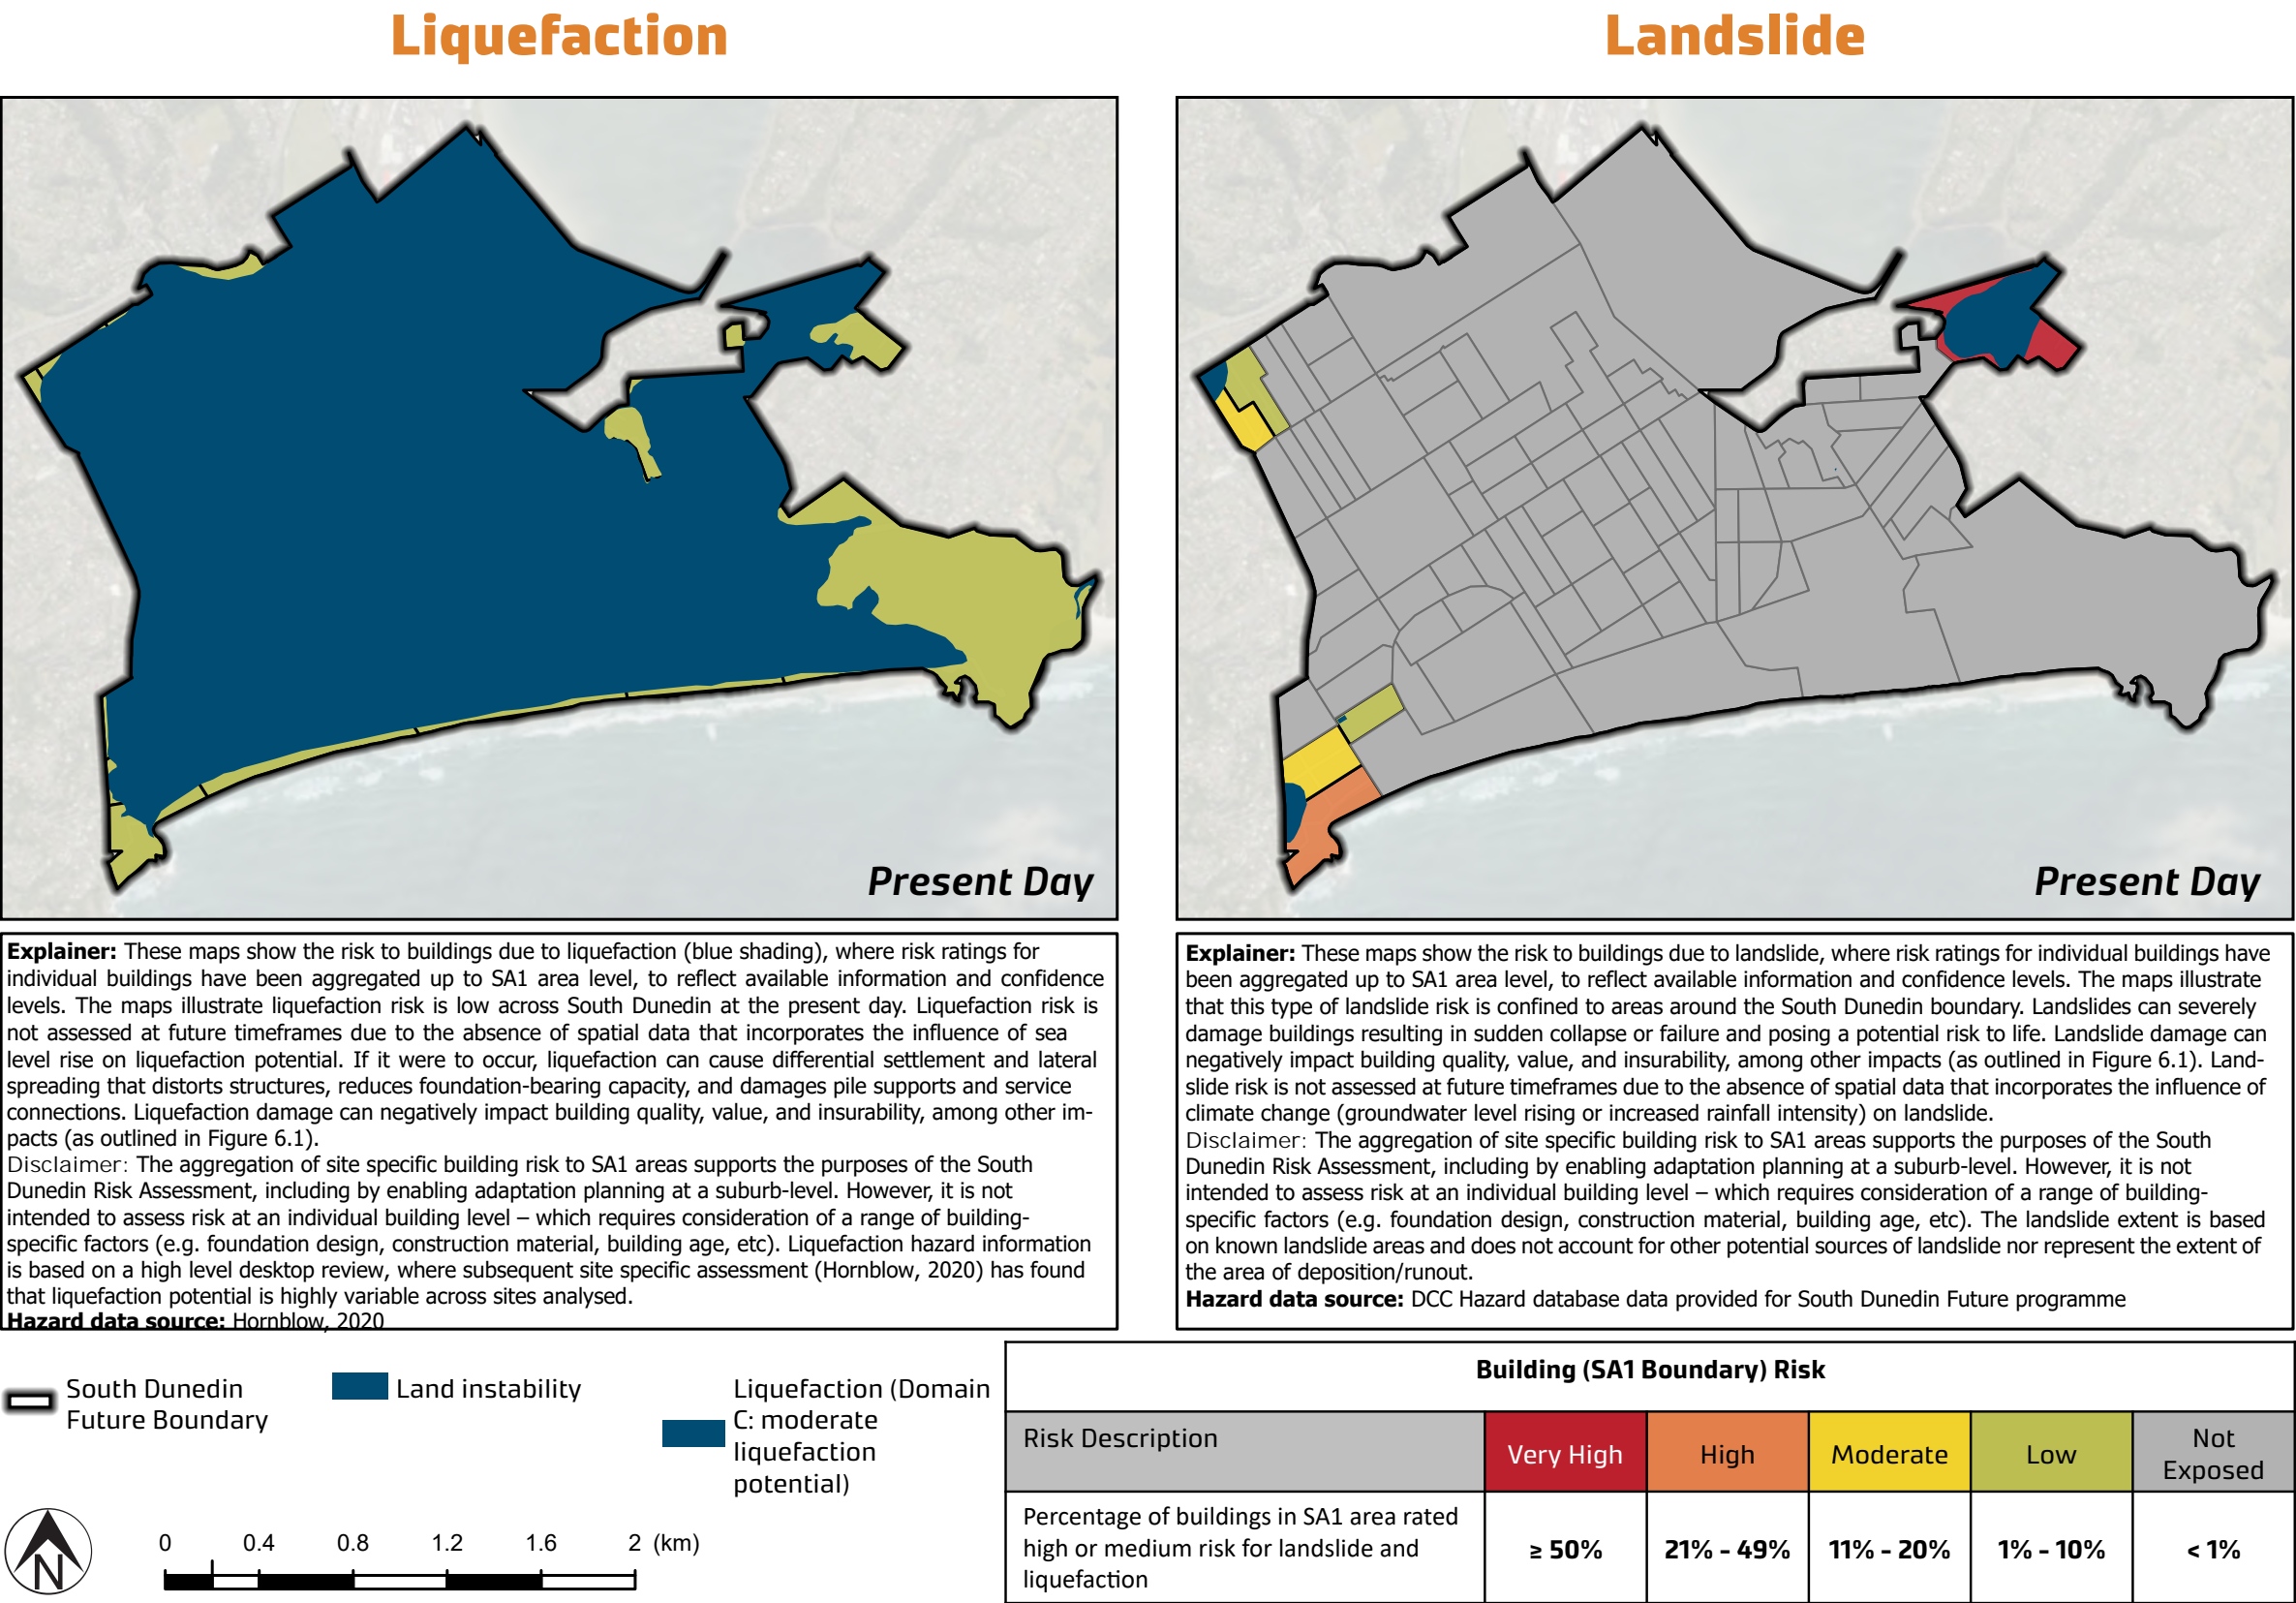 Liquefaction
Landslide
Present Day
Present Day
Explainer: These maps show the risk to buildings due to liquefaction (blue shading), where risk ratings for
individual buildings have been aggregated up to SA1 area level, to reflect available information and confidence
levels. The maps illustrate liquefaction risk is low across South Dunedin at the present day. Liquefaction risk is
not assessed at future timeframes due to the absence of spatial data that incorporates the influence of sea
level rise on liquefaction potential. If it were to occur, liquefaction can cause differential settlement and lateral
spreading that distorts structures, reduces foundation-bearing capacity, and damages pile supports and service
connections. Liquefaction damage can negatively impact building quality, value, and insurability, among other im-
pacts (as outlined in Figure 6.1).
Disclaimer: The aggregation of site specific building risk to SA1 areas supports the purposes of the South
Dunedin Risk Assessment, including by enabling adaptation planning at a suburb-level. However, it is not
intended to assess risk at an individual building level – which requires consideration of a range of building-
specific factors (e.g. foundation design, construction material, building age, etc). Liquefaction hazard information
is based on a high level desktop review, where subsequent site specific assessment (Hornblow, 2020) has found
that liquefaction potential is highly variable across sites analysed.
Hazard data source: Hornblow, 2020
Explainer: These maps show the risk to buildings due to landslide, where risk ratings for individual buildings have
been aggregated up to SA1 area level, to reflect available information and confidence levels. The maps illustrate
that this type of landslide risk is confined to areas around the South Dunedin boundary. Landslides can severely
damage buildings resulting in sudden collapse or failure and posing a potential risk to life. Landslide damage can
negatively impact building quality, value, and insurability, among other impacts (as outlined in Figure 6.1). Land-
slide risk is not assessed at future timeframes due to the absence of spatial data that incorporates the influence of
climate change (groundwater level rising or increased rainfall intensity) on landslide.
Disclaimer: The aggregation of site specific building risk to SA1 areas supports the purposes of the South
Dunedin Risk Assessment, including by enabling adaptation planning at a suburb-level. However, it is not
intended to assess risk at an individual building level – which requires consideration of a range of building-
specific factors (e.g. foundation design, construction material, building age, etc). The landslide extent is based
on known landslide areas and does not account for other potential sources of landslide nor represent the extent of
the area of deposition/runout.
Hazard data source: DCC Hazard database data provided for South Dunedin Future programme
South Dunedin
Future Boundary
Land instability
Liquefaction (Domain
C: moderate
liquefaction
potential)
N
0 0.4 0.8 1.2 1.6 2 (km)
Building (SA1 Boundary) Risk
Risk Description
Very High
High
Moderate
Low
Not
Exposed
Percentage of buildings in SA1 area rated
high or medium risk for landslide and
liquefaction
≥ 50%
21% - 49%
11% - 20%
1% - 10%
< 1%